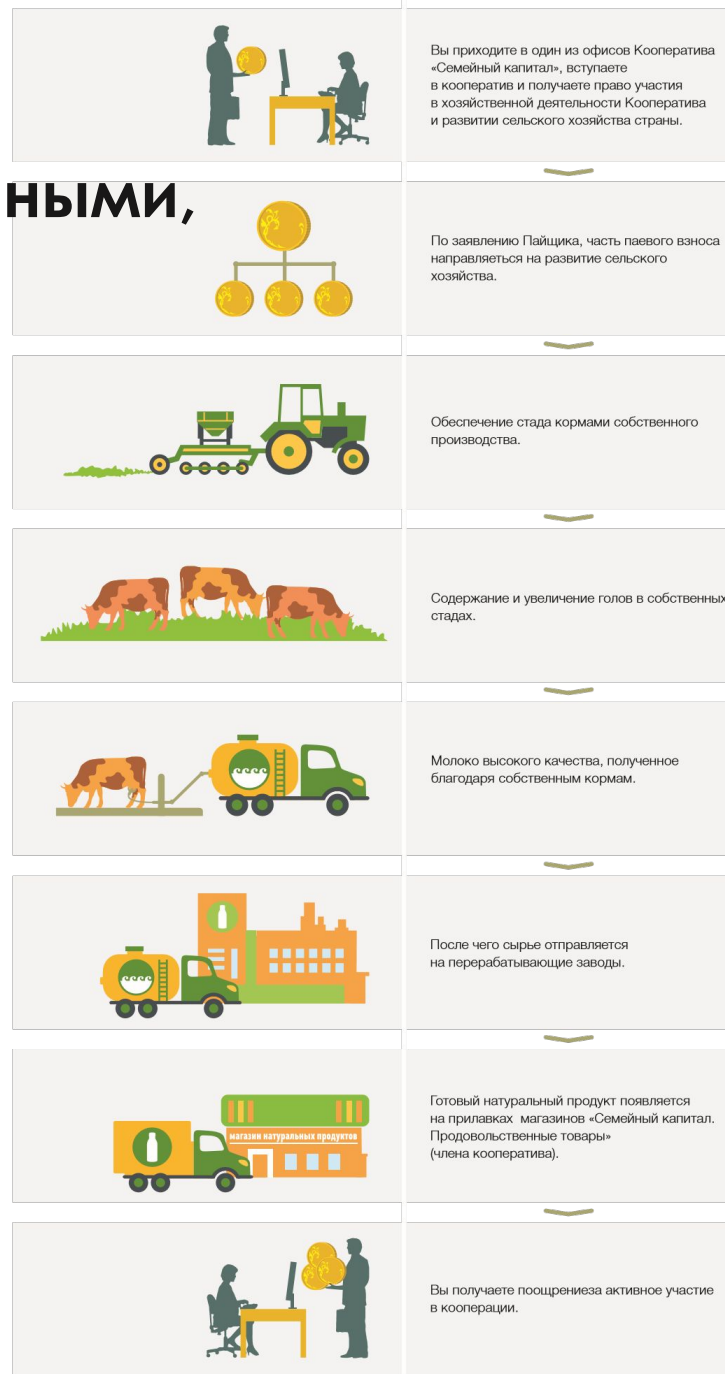 Вы приходите в один из офисов Кооператива
«Семейный капитал», вступаете
в кооператив и получаете право участия
в хозяйственной деятельности Кооператива
и развитии сельского хозяйства страны.
ными,
По заявлению Пайщика, часть паевого взноса
направляеться на развитие сельского
хозяйства.
Обеспечение стада кормами собственного
производства.
Содержание и увеличение голов в собственных
стадах.
Молоко высокого качества, полученное
благодаря собственным кормам.
После чего сырье отправляется
на перерабатывающие заводы.
магазин натуральных продуктов
Готовый натуральный продукт появляется
на прилавках магазинов «Семейный капитал.
Продовольственные товары»
(члена кооператива).
Вы получаете поощрениеза активное участие
в кооперации.